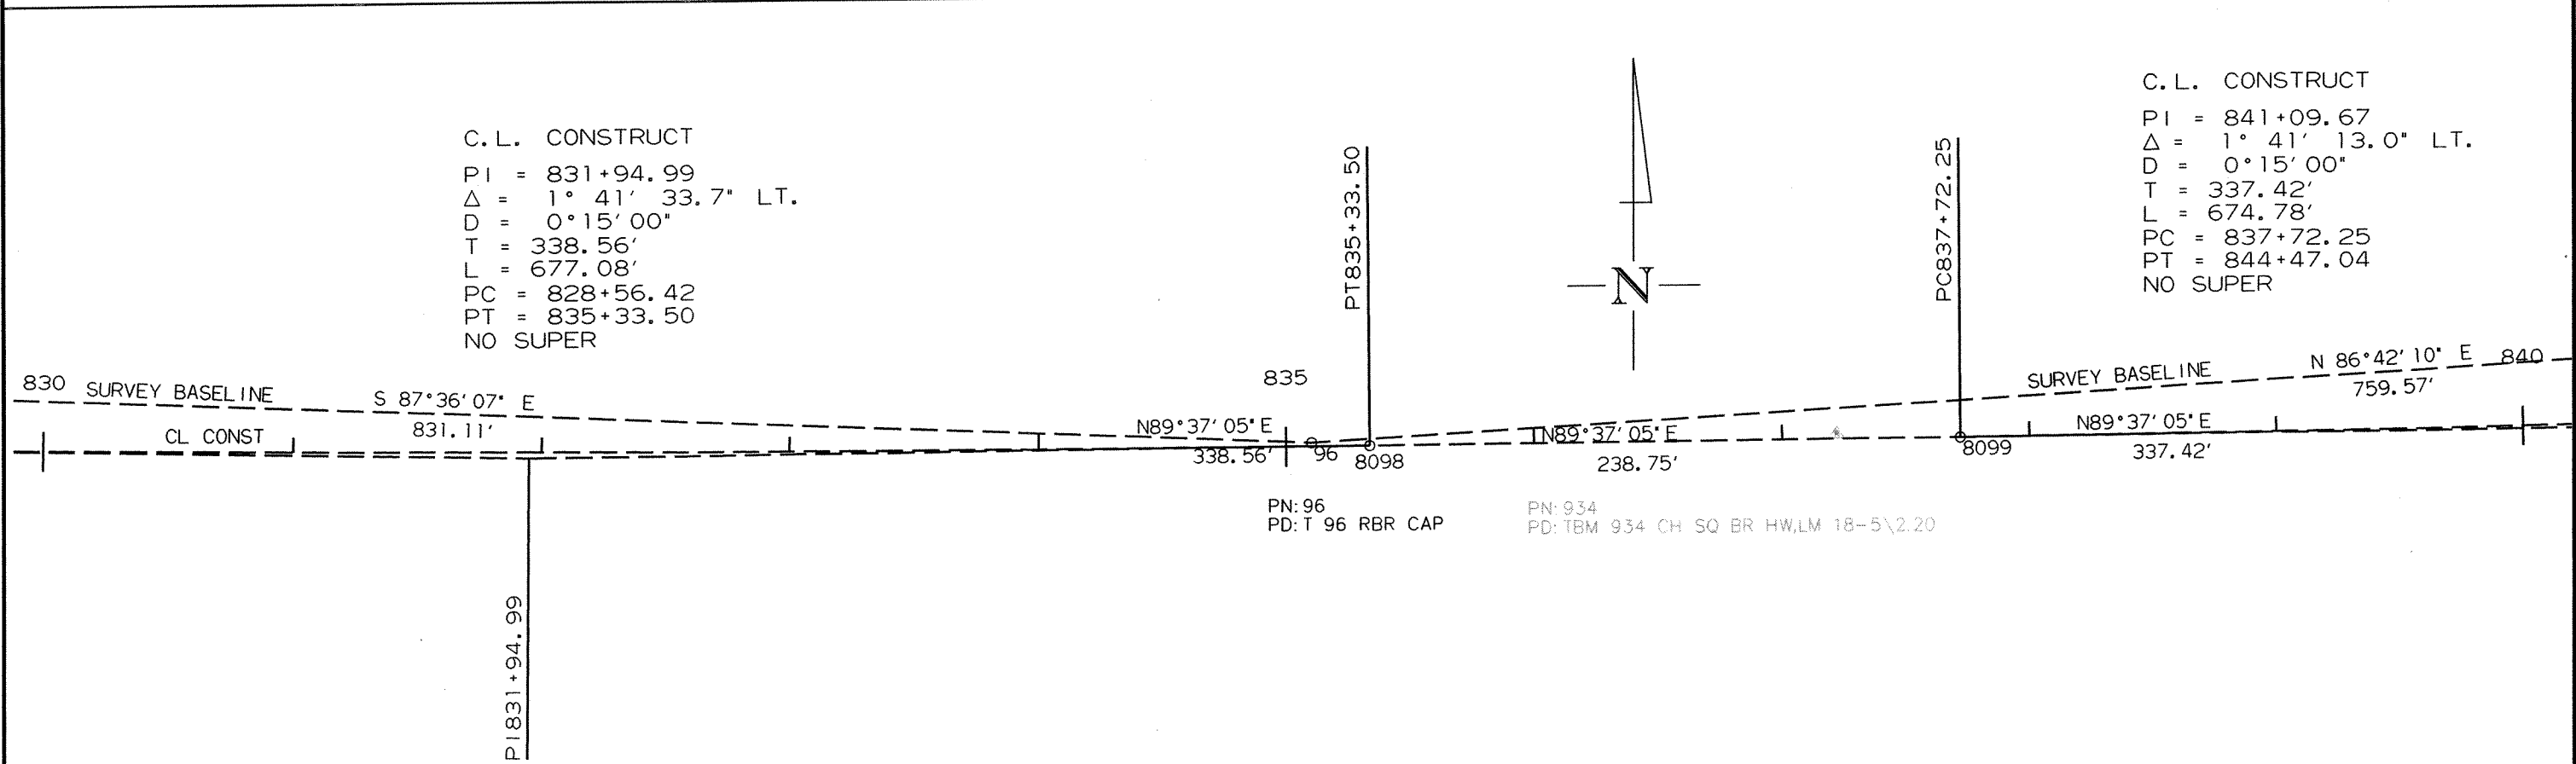 C.L. CONSTRUCT
PI = 831+94.99
Δ = 1° 41' 33.7" LT.
D = 0°15'00"
T = 338.56'
L = 677.08'
PC = 828+56.42
PT = 835+33.50
NO SUPER
PT835+33.50
N
PC837+72.25
C.L. CONSTRUCT
PI = 841+09.67
Δ = 1° 41' 13.0" LT.
D = 0°15'00"
T = 337.42'
L = 674.78'
PC = 837+72.25
PT = 844+47.04
NO SUPER
830 SURVEY BASELINE S 87°36'07" E
831.11'
835
SURVEY BASELINE N 86°42'10" E 840
759.57'
CL CONST
N89°37'05"E
338.56'
96
8098
N89°37'05"E
238.75'
8099
N89°37'05"E
337.42'
PN:96
PD:T 96 RBR CAP
PN:934
PD:TBM 934 CH SQ BR HW,LM 18-5\2.20
PI831+94.99